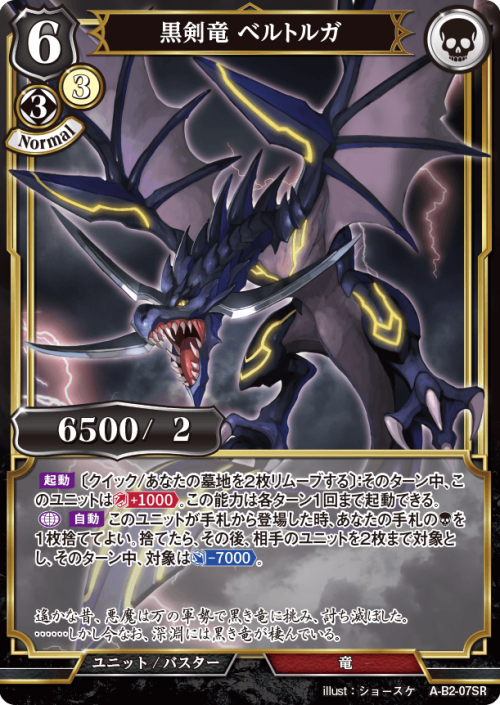 6
黒剣竜 ベルトルガ
3
3
Normal
6500/ 2
起動 〔クイック/あなたの墓地を2枚リムーブする〕:そのターン中、こ
のユニットは+1000。この能力は各ターン1回まで起動できる。
自動 このユニットが手札から登場した時、あなたの手札のを
1枚捨ててよい。捨てたら、その後、相手のユニットを2枚まで対象と
し、そのターン中、対象は-7000。
遥かな昔、悪魔は万の軍勢で黒き竜に挑み、討ち滅ぼした。
……しかし今なお、深淵には黒き竜が棲んでいる。
ユニット / バスター
竜
illust：ショースケ A-B2-07SR